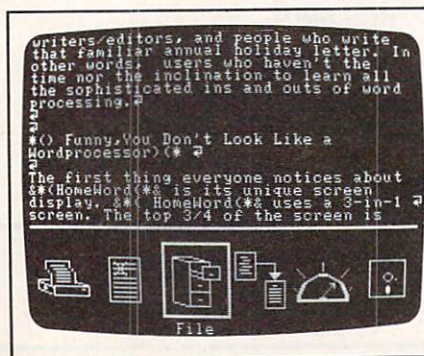 writers/editors, and people who write
that familiar annual holiday letter. In
other words,  users who haven't the
time nor the inclination to learn all
the sophisticated ins and outs of word
processing.
*() Funny,You Don't Look Like a
Wordprocessor)(*
The first thing everyone notices about
&*(HomeWord(*& is its unique screen
display. &*( HomeWord(*& uses a 3-in-1
screen. The top 3/4 of the screen is
File